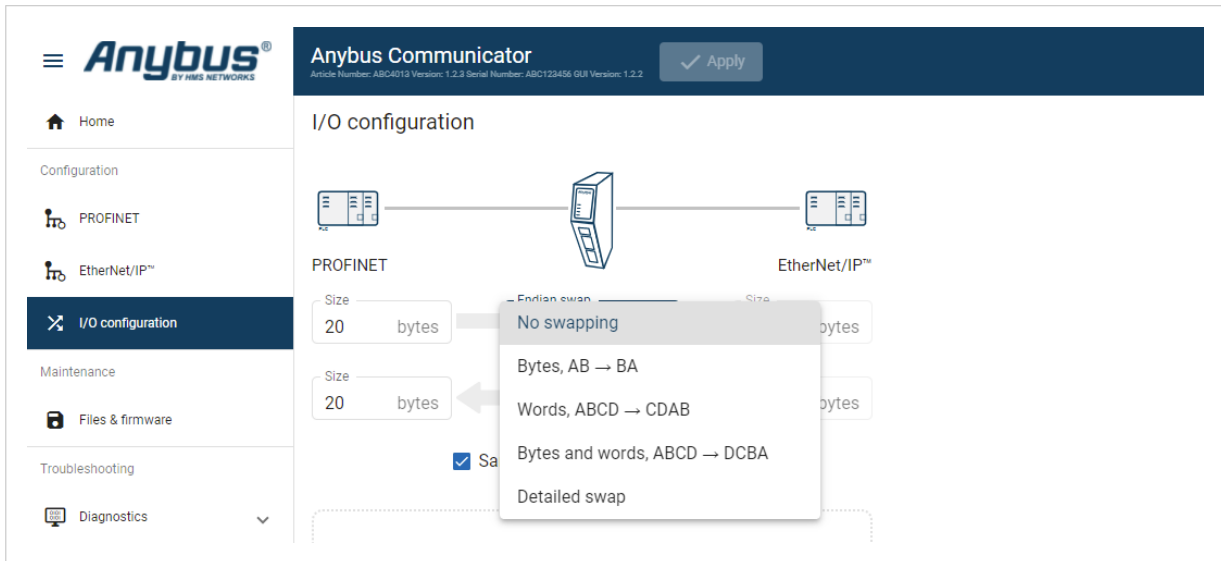 Anybus®
BY HMS NETWORKS
Anybus Communicator
Article Number: ABC4013 Version: 1.2.3 Serial Number: ABC123456 GUI Version: 1.2.2
Apply
Home
Configuration
PROFINET
EtherNet/IP™
I/O configuration
Maintenance
Files & firmware
Troubleshooting
Diagnostics
I/O configuration
PLC
Anybus
PLC
PROFINET
EtherNet/IP™
Size
20 bytes
Endian swap
Size
bytes
Size
20 bytes
bytes
No swapping
Bytes, AB → BA
Words, ABCD → CDAB
Bytes and words, ABCD → DCBA
Detailed swap